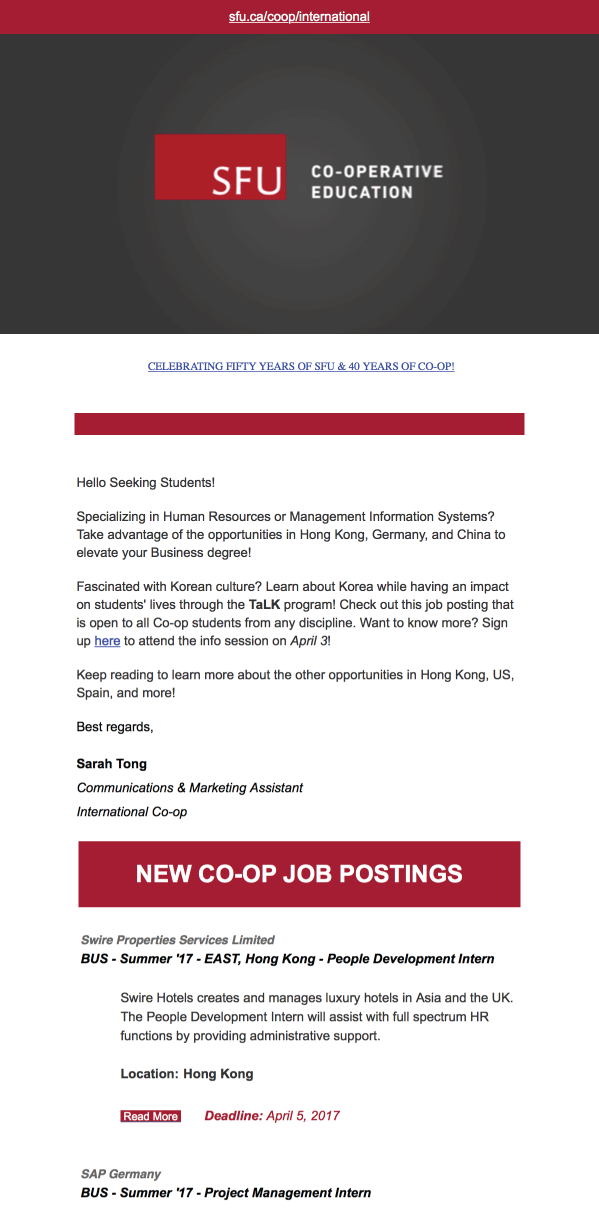 sfu.ca/coop/international
SFU
CO-OPERATIVE
EDUCATION
CELEBRATING FIFTY YEARS OF SFU & 40 YEARS OF CO-OP!
Hello Seeking Students!
Specializing in Human Resources or Management Information Systems?
Take advantage of the opportunities in Hong Kong, Germany, and China to
elevate your Business degree!
Fascinated with Korean culture? Learn about Korea while having an impact
on students' lives through the TaLK program! Check out this job posting that
is open to all Co-op students from any discipline. Want to know more? Sign
up here to attend the info session on April 3!
Keep reading to learn more about the other opportunities in Hong Kong, US,
Spain, and more!
Best regards,
Sarah Tong
Communications & Marketing Assistant
International Co-op
NEW CO-OP JOB POSTINGS
Swire Properties Services Limited
BUS - Summer '17 - EAST, Hong Kong - People Development Intern
Swire Hotels creates and manages luxury hotels in Asia and the UK.
The People Development Intern will assist with full spectrum HR
functions by providing administrative support.
Location: Hong Kong
Read More Deadline: April 5, 2017
SAP Germany
BUS - Summer '17 - Project Management Intern